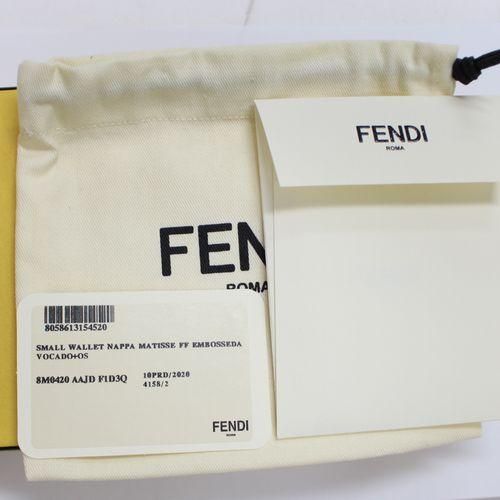 FENDI
ROMA
FEN
ROMA
8058613154520
SMALL WALLET NAPPA MATISSE FF EMBOSSEDA
VOCADO+OS
8M0420 AAJD F1D3Q
10PRD/2020
4158/2
FENDI
ROMA